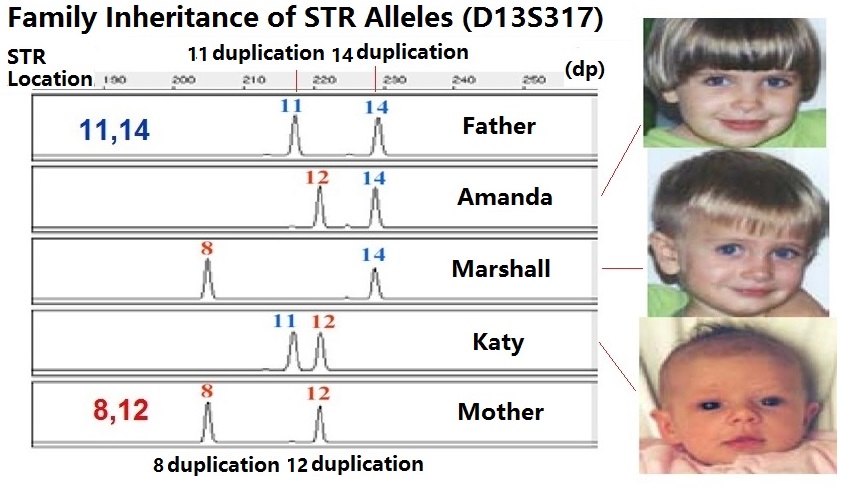 Family Inheritance of STR Alleles (D13S317)
11 duplication 14 duplication
STR
Location 190 200 210 220 230 240 250 (dp)
11 14
11,14 Father
12 14
Amanda
8 14
Marshall
11 12
Katy
8 12
8,12 Mother
8 duplication 12 duplication